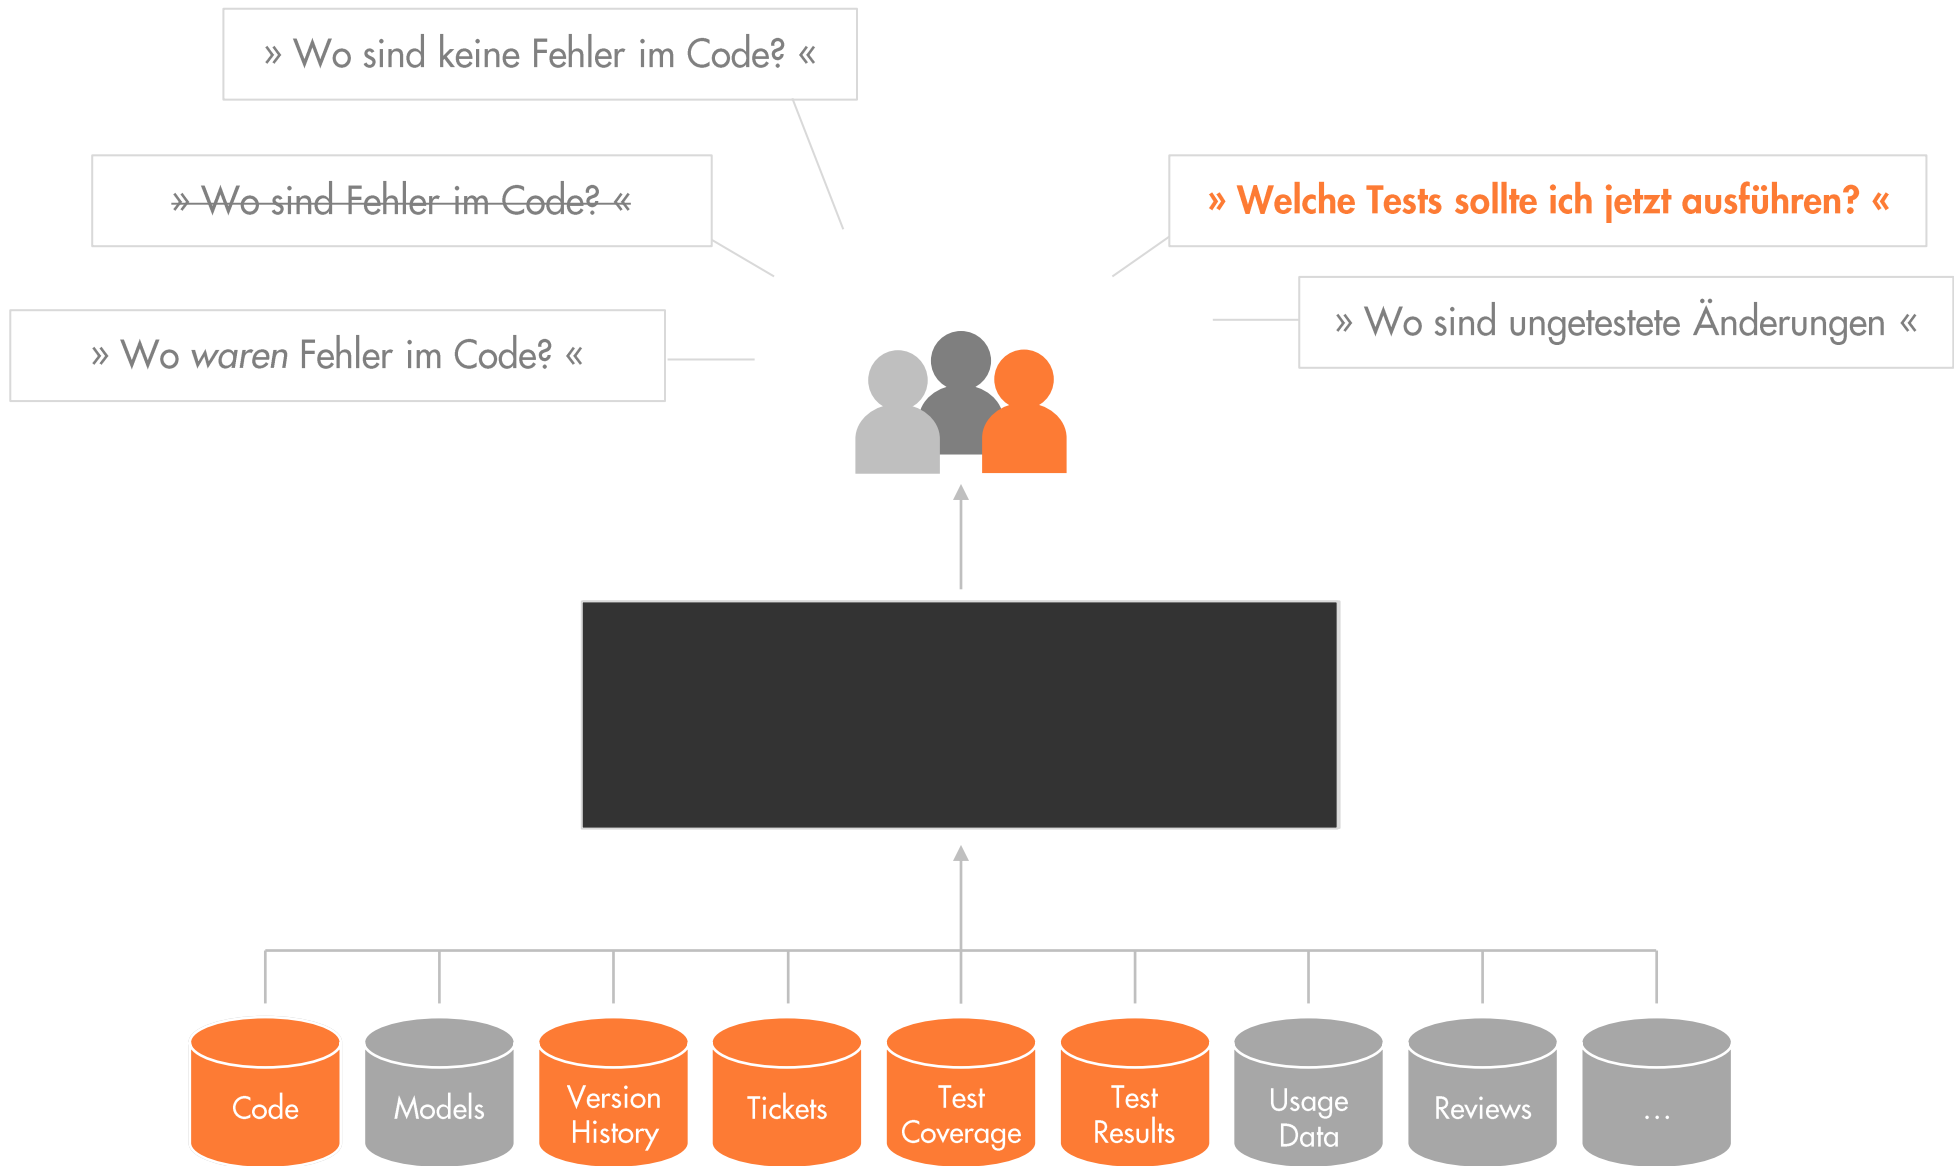 » Wo sind keine Fehler im Code? «
» Wo sind Fehler im Code? «
» Welche Tests sollte ich jetzt ausführen? «
» Wo sind ungetestete Änderungen «
» Wo waren Fehler im Code? «
Code
Models
Version
History
Tickets
Test
Coverage
Test
Results
Usage
Data
Reviews
...